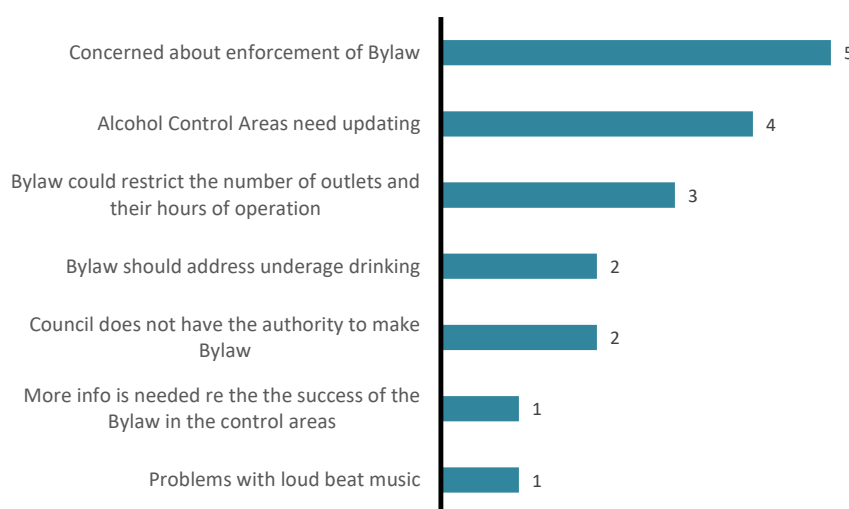 Concerned about enforcement of Bylaw
5
Alcohol Control Areas need updating
4
Bylaw could restrict the number of outlets and
their hours of operation
3
Bylaw should address underage drinking
2
Council does not have the authority to make
Bylaw
2
More info is needed re the the success of the
Bylaw in the control areas
1
Problems with loud beat music
1